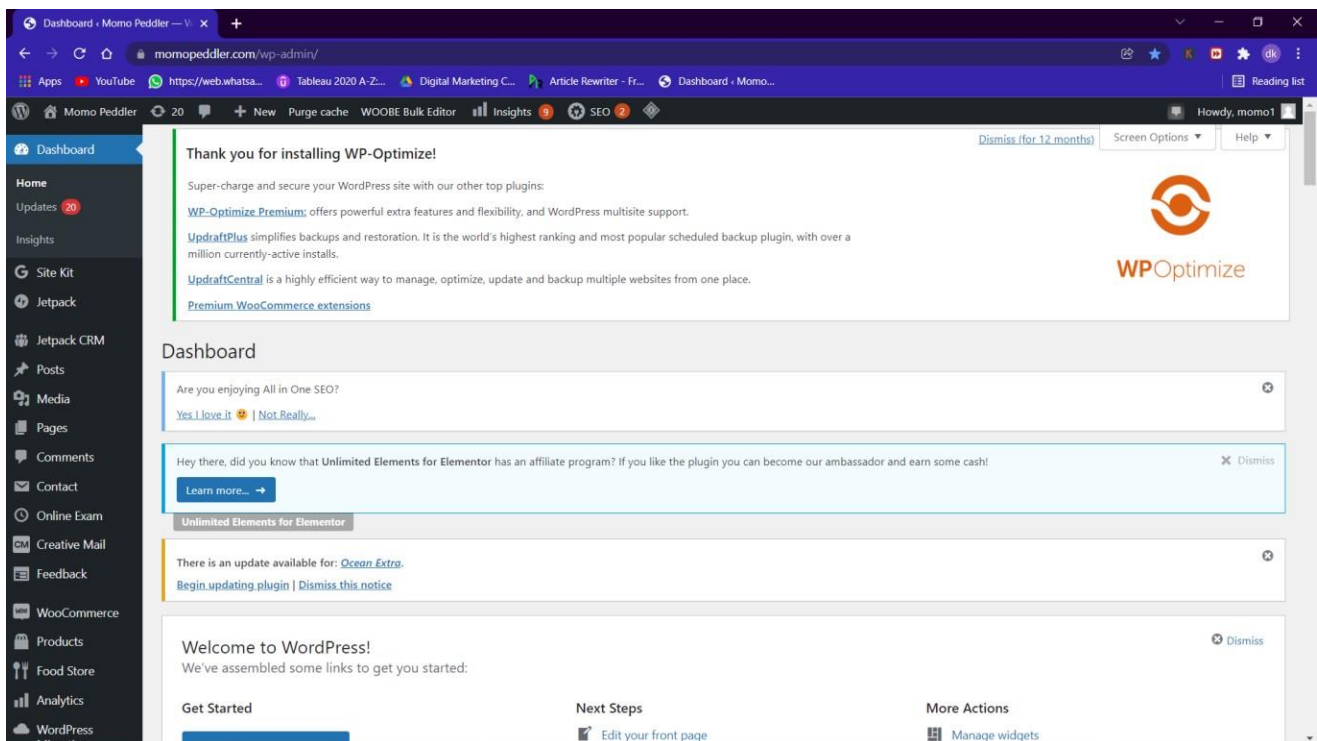 Dashboard ‹ Momo Peddler — W
momopeddler.com/wp-admin/
dk
Apps YouTube https://web.whatsa... Tableau 2020 A-Z:... Digital Marketing C... Article Rewriter - Fr... Dashboard ‹ Momo... Reading list
Momo Peddler 20 New Purge cache WOOBE Bulk Editor Insights 9 SEO 2 Howdy, momo1
Dashboard
Home
Updates 20
Insights
Site Kit
Jetpack
Jetpack CRM
Posts
Media
Pages
Comments
Contact
Online Exam
CM Creative Mail
Feedback
WooCommerce
Products
Food Store
Analytics
WordPress
Dismiss (for 12 months) Screen Options Help
Thank you for installing WP-Optimize!
Super-charge and secure your WordPress site with our other top plugins:
WP-Optimize Premium: offers powerful extra features and flexibility, and WordPress multisite support.
UpdraftPlus simplifies backups and restoration. It is the world's highest ranking and most popular scheduled backup plugin, with over a
million currently-active installs.
UpdraftCentral is a highly efficient way to manage, optimize, update and backup multiple websites from one place.
Premium WooCommerce extensions
WPOptimize
Dashboard
Are you enjoying All in One SEO?
Yes I love it 🙂 | Not Really...
Hey there, did you know that Unlimited Elements for Elementor has an affiliate program? If you like the plugin you can become our ambassador and earn some cash! Dismiss
Learn more... →
Unlimited Elements for Elementor
There is an update available for: Ocean Extra.
Begin updating plugin | Dismiss this notice
Welcome to WordPress! Dismiss
We've assembled some links to get you started:
Get Started Next Steps More Actions
Edit your front page Manage widgets